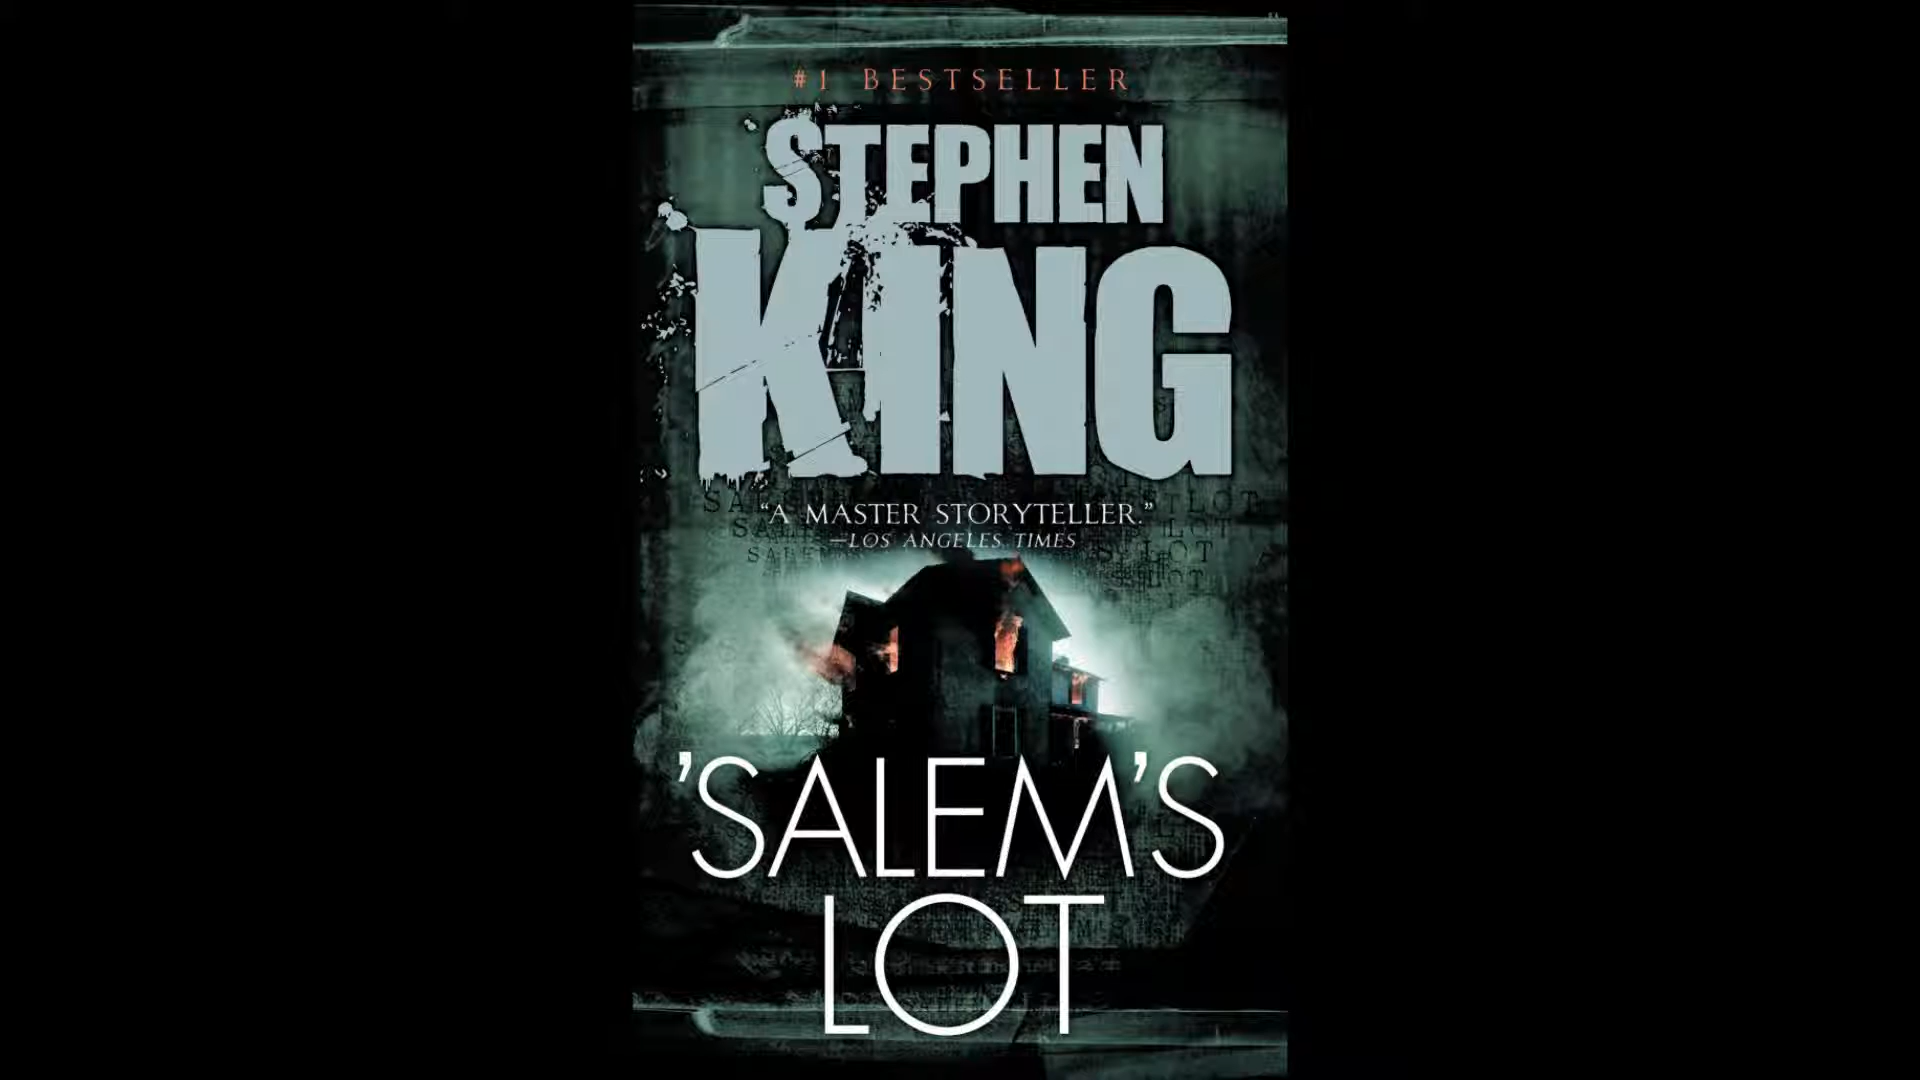 #1 BESTSELLER
STEPHEN
KING
“A MASTER STORYTELLER.”
—LOS ANGELES TIMES
’SALEM’S
LOT